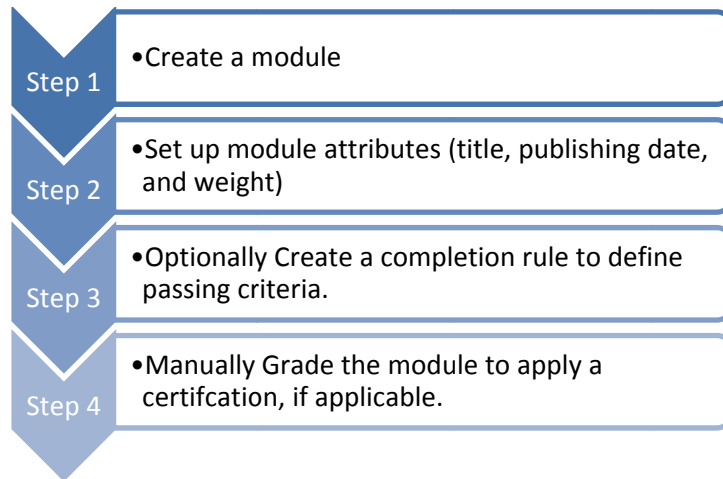 Step 1
•Create a module
Step 2
•Set up module attributes (title, publishing date,
and weight)
Step 3
•Optionally Create a completion rule to define
passing criteria.
Step 4
•Manually Grade the module to apply a
certifcation, if applicable.